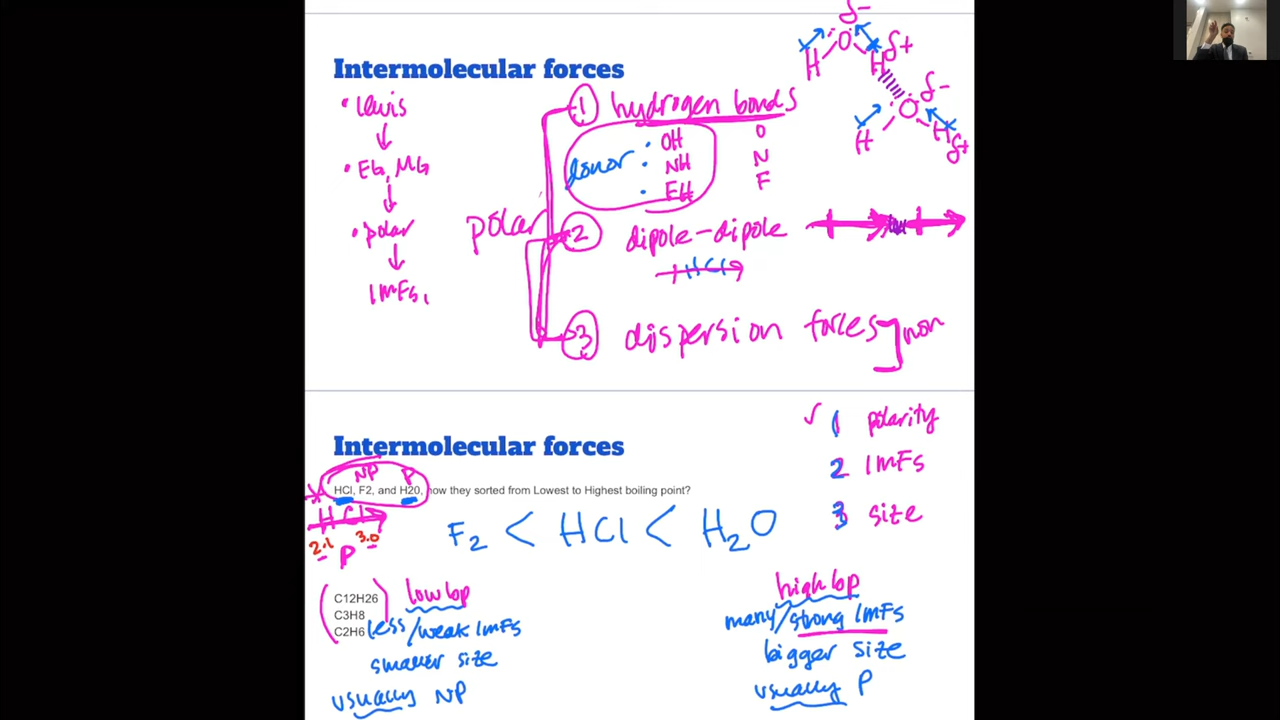 Intermolecular forces
• Lewis
• EG, MG
• polar
IMFs,
polar
1 hydrogen bonds
donor : OH O
· NH N
· FH F
2 dipole-dipole
HCl
3 dispersion forces ] non
δ-
O
H H δ+
δ-
O
H H
δ+
Intermolecular forces
✓ 1 polarity
2 IMFs
3 size
NP P
HCl, F2, and H20, how they sorted from Lowest to Highest boiling point?
H Cl
2.1 P 3.0
F2 < HCl < H2O
C12H26
C3H8
C2H6
low bp
less/weak IMFs
smaller size
usually NP
high bp
many/strong IMFs
bigger size
usually P